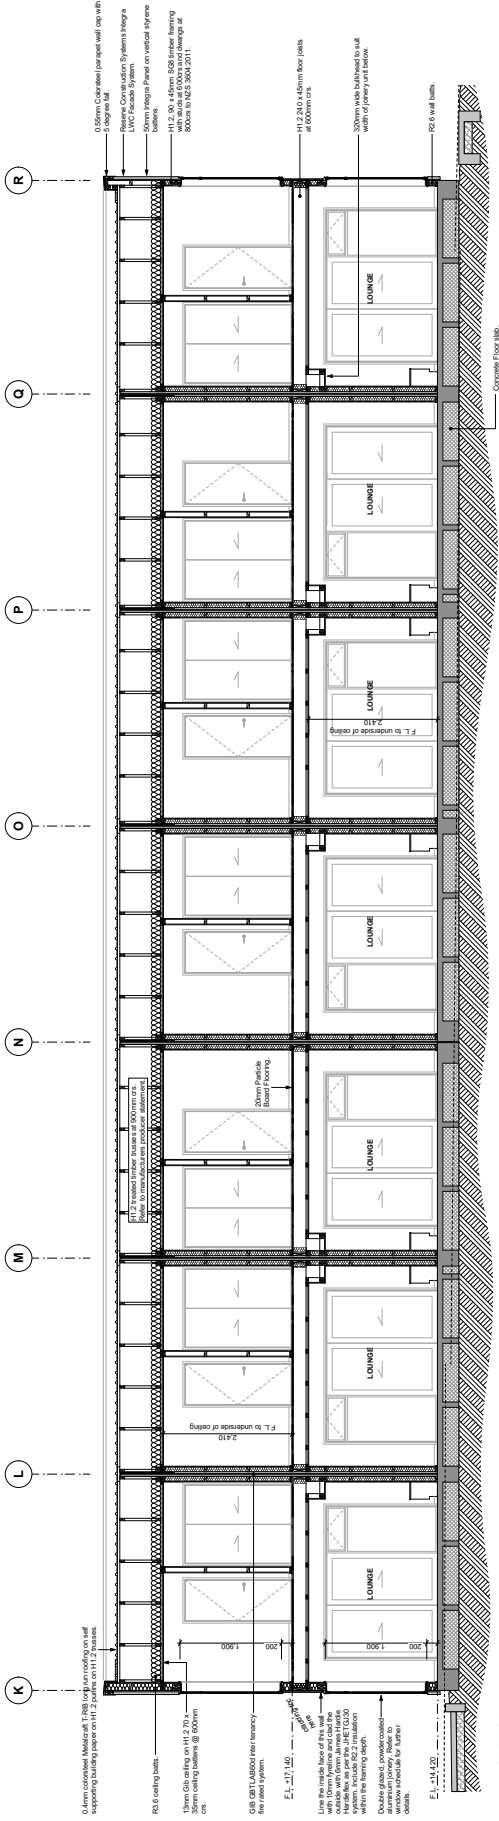 R
Q
P
O
N
M
L
K
0.55mm Colorsteel parapet wall cap with
5 degree fall.
Resene Construction Systems Integra
LWC Facade System.
50mm Integra Panel on vertical styrene
battens.
H1.2, 90 x 45mm SG8 timber framing
with studs at 600crs and dwangs at
800crs to NZS 3604:2011.
H1.2 240 x 45mm floor joists
at 600mm crs.
320mm wide bulkhead to suit
width of joinery unit below.
R2.6 wall batts.
Concrete Floor slab.
LOUNGE
LOUNGE
LOUNGE
2,410
F.L. to underside of ceiling
LOUNGE
H1.2 treated timber trusses at 900mm crs.
Refer to manufacturers producer statement.
20mm Particle
Board Flooring.
LOUNGE
LOUNGE
2,410
F.L. to underside of ceiling
LOUNGE
1,900
200
1,900
200
0.4mm colorsteel Metalcraft T-RIB long run roofing on self
supporting building paper on H1.2 purlins on H1.2 trusses.
R3.6 ceiling batts.
13mm Gib ceiling on H1.2 70 x
35mm ceiling battens @ 600mm
crs.
GIB GBTLAB60d inter tenancy
fire rated system.
F.L. +17,140
Line the inside face of this wall
with 10mm fyreline and clad the
outside with 6mm James Hardie
Hardieflex as per the JHETGU30
system. Include R2.2 insulation
within the framing depth.
Double glazed, powdercoated
aluminium joinery. Refer to
window schedule for further
details.
F.L. +14,420